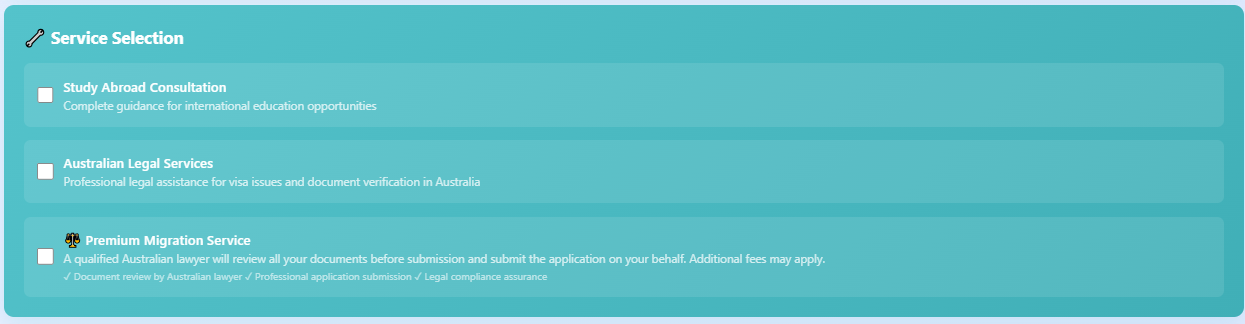 Service Selection
Study Abroad Consultation
Complete guidance for international education opportunities
Australian Legal Services
Professional legal assistance for visa issues and document verification in Australia
Premium Migration Service
A qualified Australian lawyer will review all your documents before submission and submit the application on your behalf. Additional fees may apply.
✓ Document review by Australian lawyer ✓ Professional application submission ✓ Legal compliance assurance